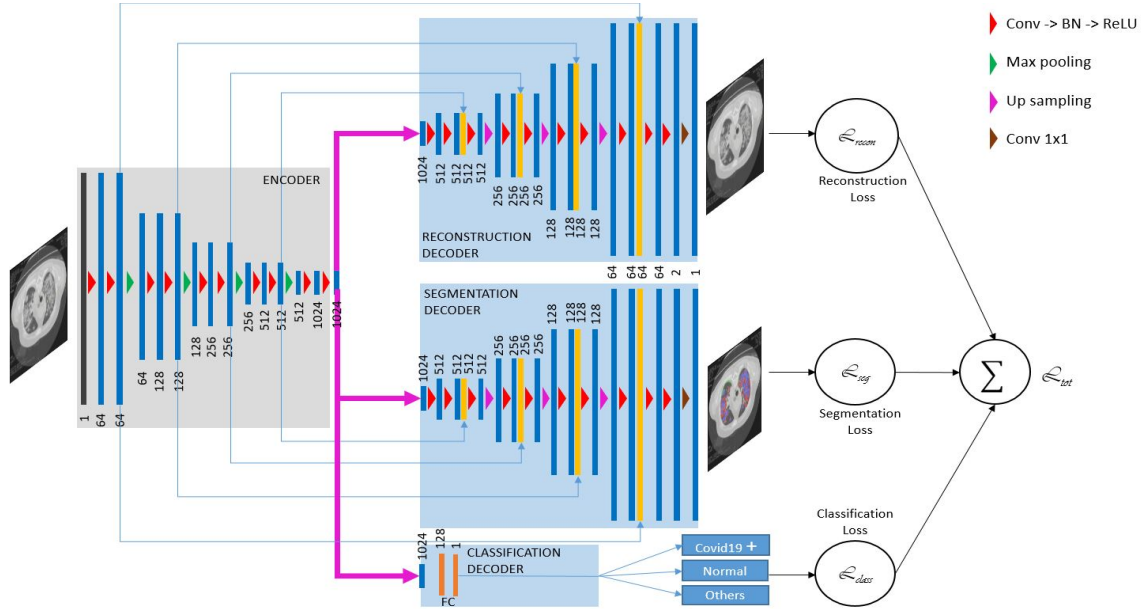 Conv -> BN -> ReLU
Max pooling
Up sampling
Conv 1x1
ENCODER
1
64
64
64
128
128
128
256
256
256
512
512
512
1024
1024
1024
512
512
512
512
256
256
256
256
128
128
128
128
64
64
64
64
2
1
RECONSTRUCTION
DECODER
ℒrecon
Reconstruction
Loss
SEGMENTATION
DECODER
1024
512
512
512
512
256
256
256
256
128
128
128
128
ℒseg
Segmentation
Loss
Σ
ℒtot
1024
128
1
FC
CLASSIFICATION
DECODER
Covid19 +
Normal
Others
Classification
Loss
ℒclass